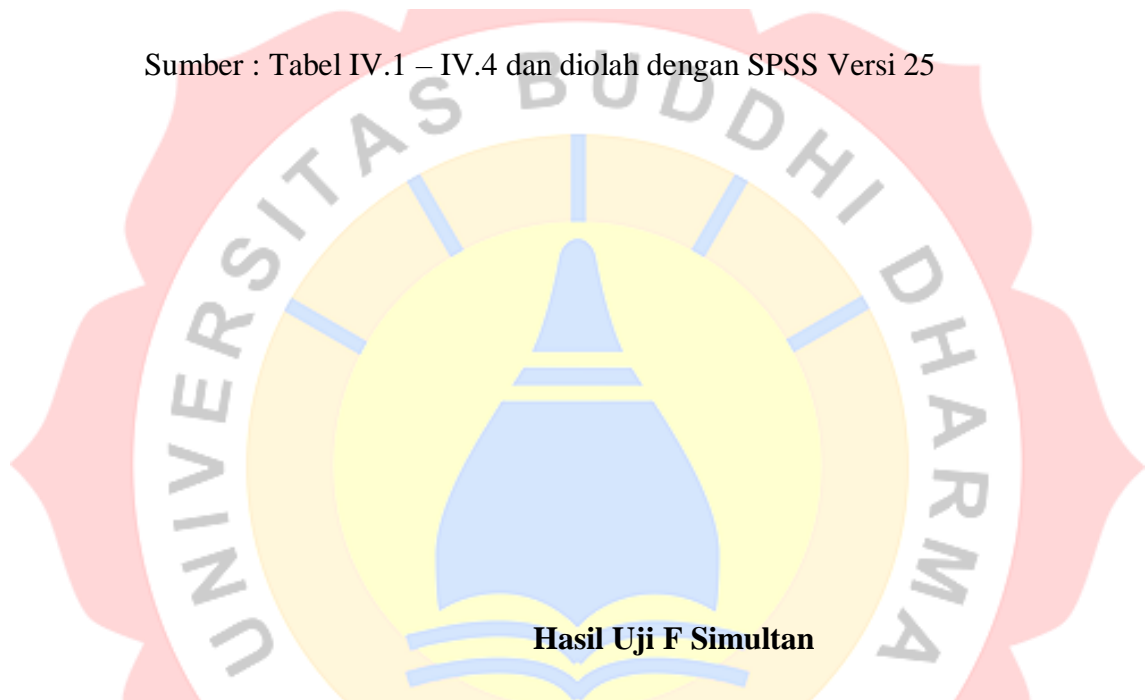 Sumber : Tabel IV.1 – IV.4 dan diolah dengan SPSS Versi 25
UNIVERSITAS BUDDHI DHARMA
Hasil Uji F Simultan